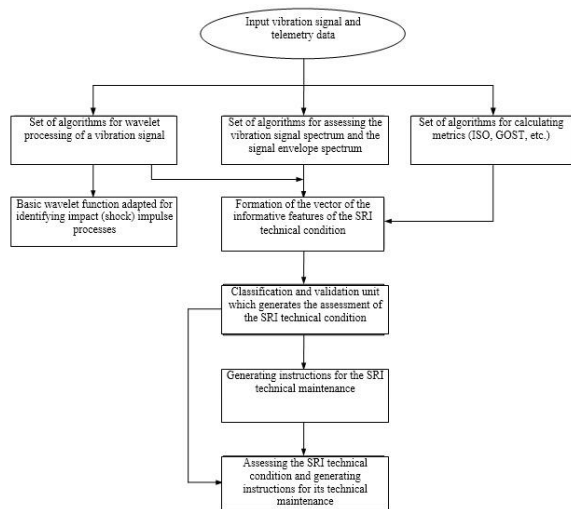 Input vibration signal and
telemetry data
Set of algorithms for wavelet
processing of a vibration signal
Set of algorithms for assessing the
vibration signal spectrum and the
signal envelope spectrum
Set of algorithms for calculating
metrics (ISO, GOST, etc.)
Basic wavelet function adapted for
identifying impact (shock) impulse
processes
Formation of the vector of the
informative features of the SRI
technical condition
Classification and validation unit
which generates the assessment of
the SRI technical condition
Generating instructions for the SRI
technical maintenance
Assessing the SRI technical
condition and generating
instructions for its technical
maintenance